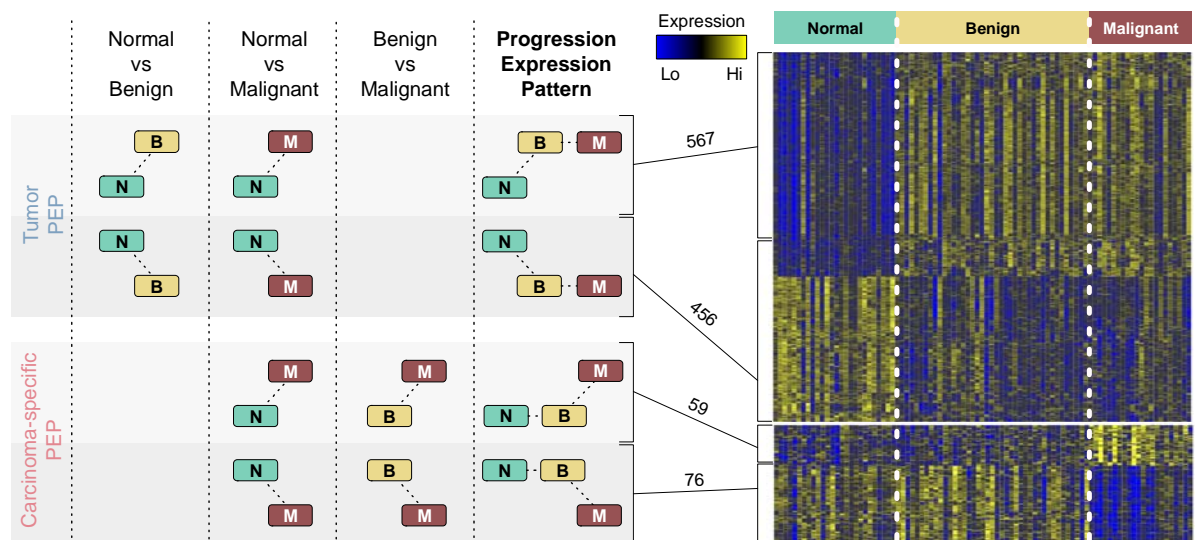 Normal
vs
Benign
Normal
vs
Malignant
Benign
vs
Malignant
Progression
Expression
Pattern
Expression
Lo Hi
Normal Benign Malignant
Tumor
PEP
B
N
M
N
B M
N
567
N
B
N
M
N
B M
456
Carcinoma-specific
PEP
M
N
M
B
M
N B
59
N
M
B
M
N B
M
76